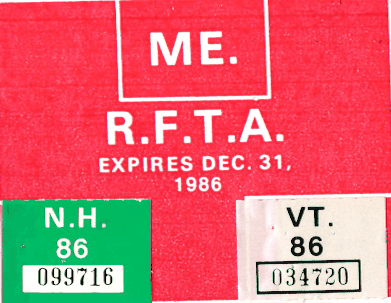 ME.
R.F.T.A.
EXPIRES DEC. 31,
1986
N.H.
86
099716
VT.
86
034720